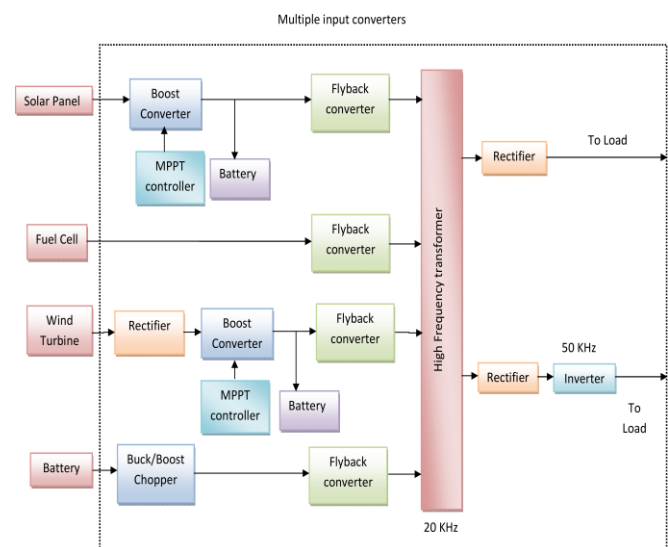 Multiple input converters
Solar Panel
Boost
Converter
Flyback
converter
MPPT
controller
Battery
Rectifier
To Load
Fuel Cell
Flyback
converter
High Frequency transformer
Wind
Turbine
Rectifier
Boost
Converter
Flyback
converter
MPPT
controller
Battery
50 KHz
Rectifier
Inverter
To
Load
Battery
Buck/Boost
Chopper
Flyback
converter
20 KHz